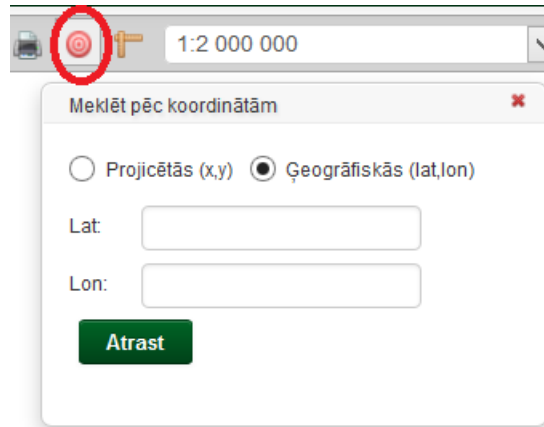 1:2 000 000
Meklēt pēc koordinātām
Projicētās (x,y) Ģeogrāfiskās (lat,lon)
Lat:
Lon:
Atrast